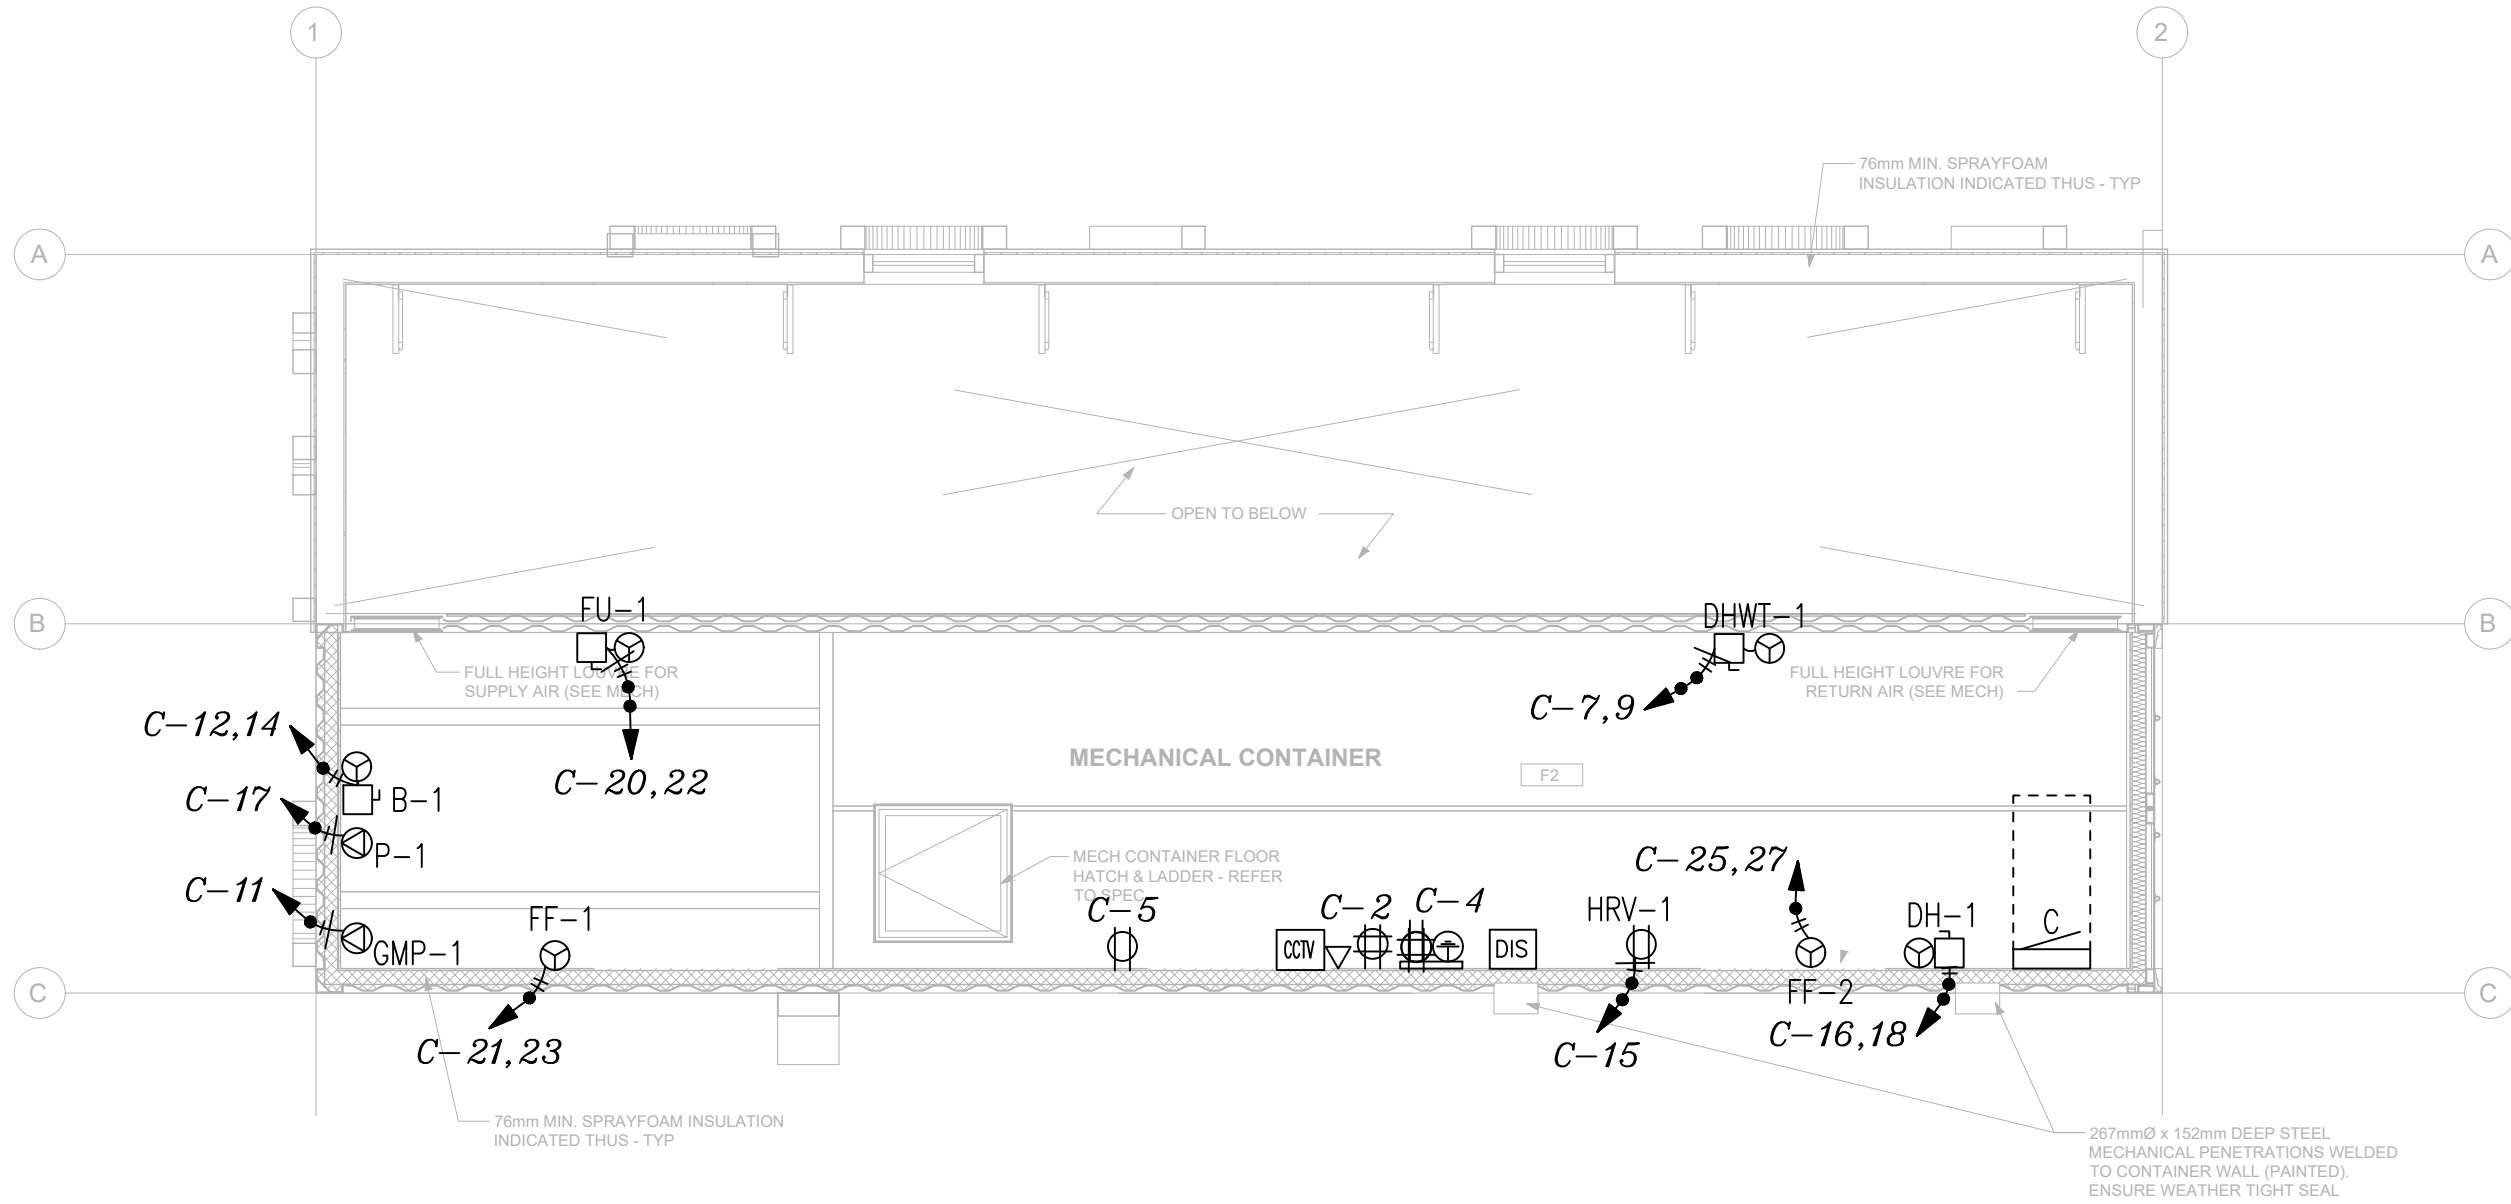 1
2
76mm MIN. SPRAYFOAM
INSULATION INDICATED THUS - TYP
A
A
OPEN TO BELOW
FU-1
DHWT-1
B
B
FULL HEIGHT LOUVRE FOR
SUPPLY AIR (SEE MECH)
FULL HEIGHT LOUVRE FOR
RETURN AIR (SEE MECH)
C-7,9
C-12,14
C-20,22
MECHANICAL CONTAINER
F2
C-17
B-1
P-1
MECH CONTAINER FLOOR
HATCH & LADDER - REFER
TO SPEC
C-25,27
C-11
FF-1
GMP-1
C-5
C-2
C-4
CCTV
DIS
HRV-1
DH-1
C
C
C
FF-2
C-21,23
C-15
C-16,18
76mm MIN. SPRAYFOAM INSULATION
INDICATED THUS - TYP
267mmØ x 152mm DEEP STEEL
MECHANICAL PENETRATIONS WELDED
TO CONTAINER WALL (PAINTED).
ENSURE WEATHER TIGHT SEAL